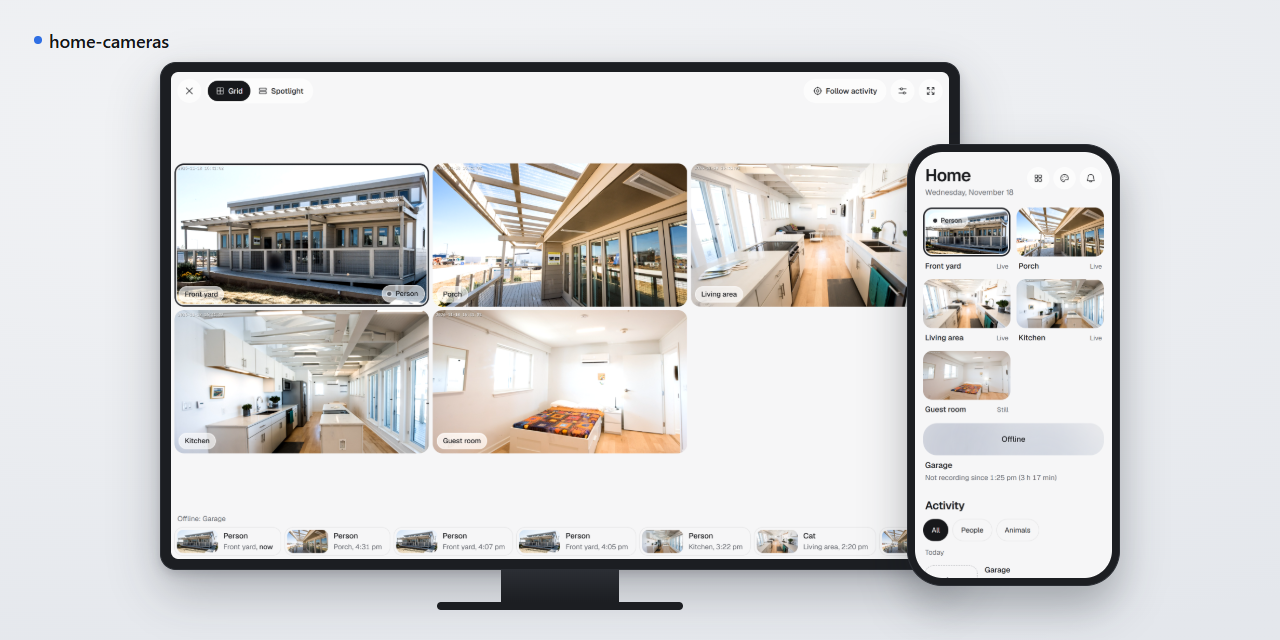 home-cameras
Grid
Spotlight
Follow activity
Front yard
Person
Porch
Living area
Kitchen
Guest room
Offline: Garage
Person
Front yard, now
Person
Porch, 4:31 pm
Person
Front yard, 4:07 pm
Person
Front yard, 4:05 pm
Person
Kitchen, 3:22 pm
Cat
Living area, 2:20 pm
Home
Wednesday, November 18
Person
Front yard Live
Porch Live
Living area Live
Kitchen Live
Guest room Still
Offline
Garage
Not recording since 1:25 pm (3 h 17 min)
Activity
All People Animals
Today
Garage